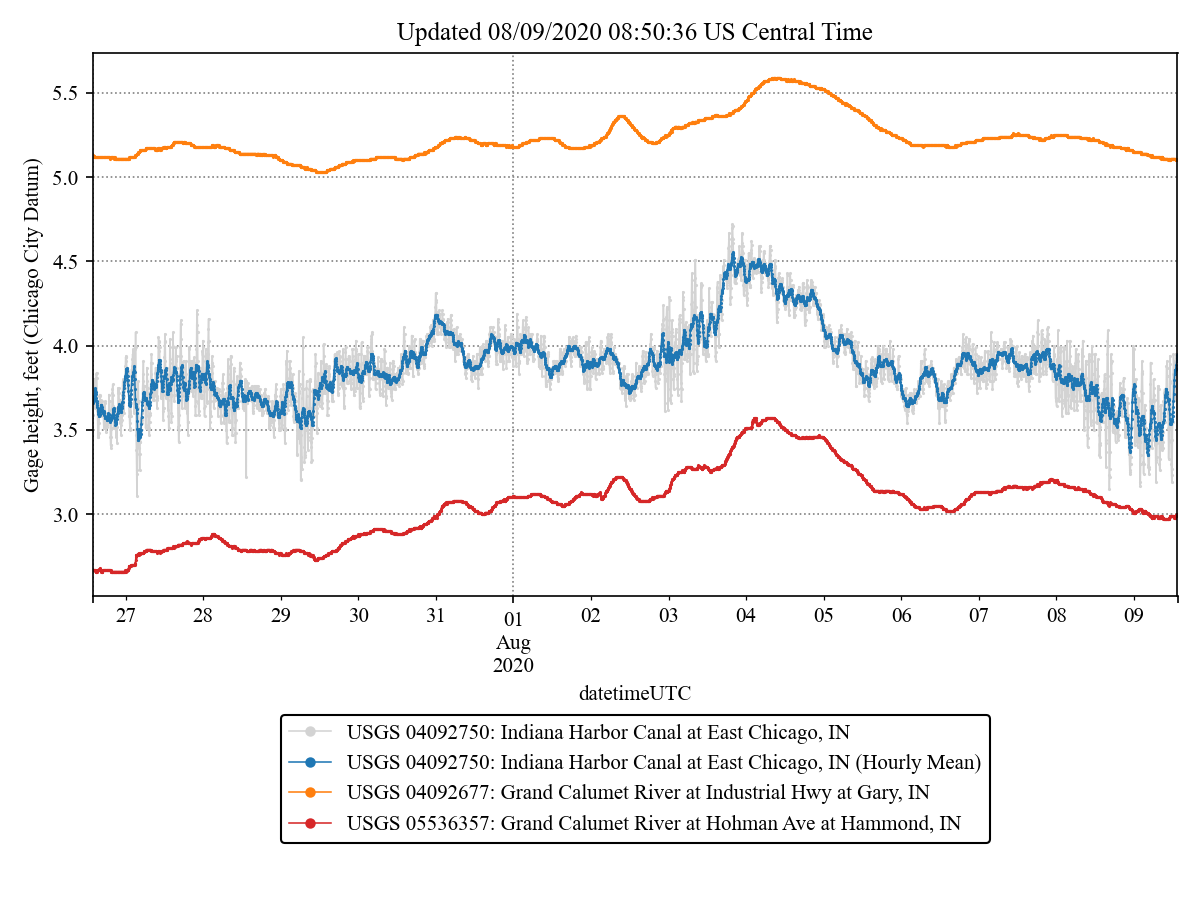 Updated 08/09/2020 08:50:36 US Central Time
Gage height, feet (Chicago City Datum)
5.5
5.0
4.5
4.0
3.5
3.0
27 28 29 30 31 01 02 03 04 05 06 07 08 09
Aug
2020
datetimeUTC
USGS 04092750: Indiana Harbor Canal at East Chicago, IN
USGS 04092750: Indiana Harbor Canal at East Chicago, IN (Hourly Mean)
USGS 04092677: Grand Calumet River at Industrial Hwy at Gary, IN
USGS 05536357: Grand Calumet River at Hohman Ave at Hammond, IN